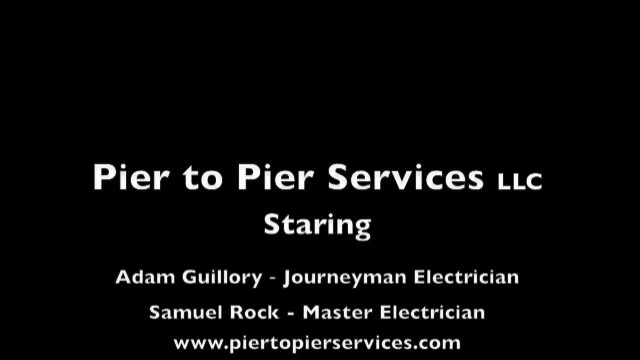 Pier to Pier Services LLC
Staring
Adam Guillory - Journeyman Electrician
Samuel Rock - Master Electrician
www.piertopierservices.com